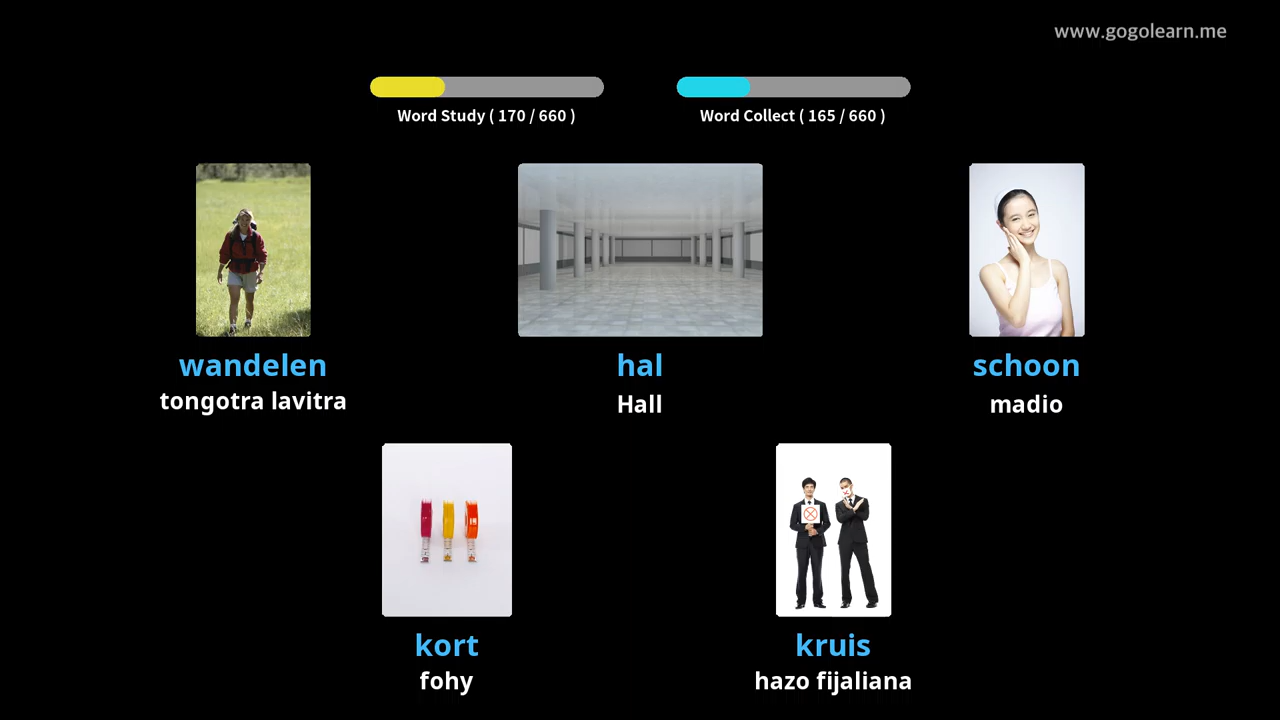 www.gogolearn.me
Word Study ( 170 / 660 )
Word Collect ( 165 / 660 )
wandelen
tongotra lavitra
hal
Hall
schoon
madio
kort
fohy
kruis
hazo fijaliana